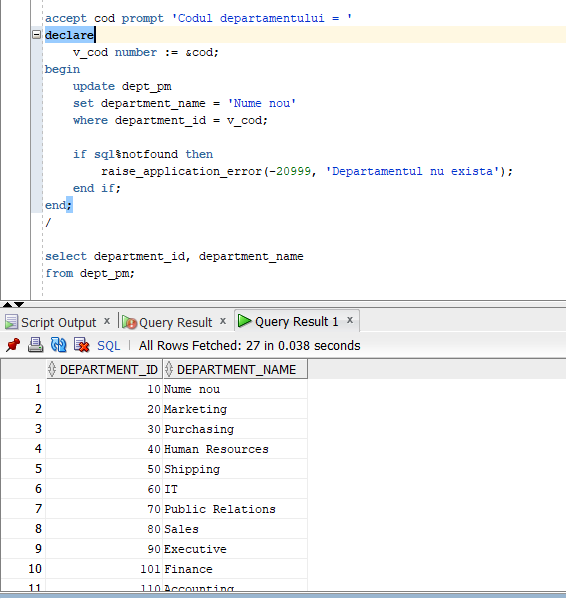 accept cod prompt 'Codul departamentului = '
declare
v_cod number := &cod;
begin
update dept_pm
set department_name = 'Nume nou'
where department_id = v_cod;
if sql%notfound then
raise_application_error(-20999, 'Departamentul nu exista');
end if;
end;
/
select department_id, department_name
from dept_pm;
Script Output x Query Result x Query Result 1 x
SQL | All Rows Fetched: 27 in 0.038 seconds
DEPARTMENT_ID DEPARTMENT_NAME
1 10 Nume nou
2 20 Marketing
3 30 Purchasing
4 40 Human Resources
5 50 Shipping
6 60 IT
7 70 Public Relations
8 80 Sales
9 90 Executive
10 101 Finance
11 110 Accounting